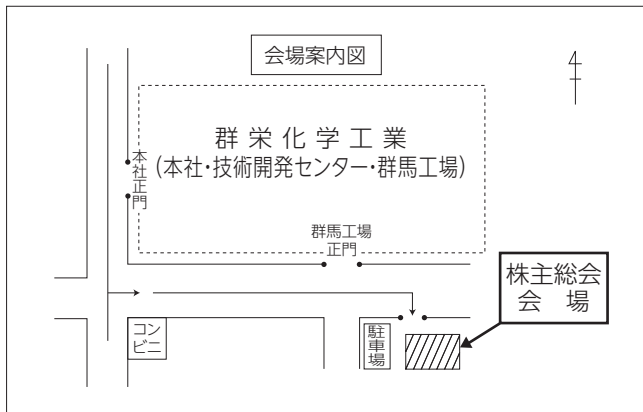 会場案内図
群栄化学工業
(本社・技術開発センター・群馬工場)
本社正門
群馬工場
正門
株主総会
会場
コン
ビニ
駐車場